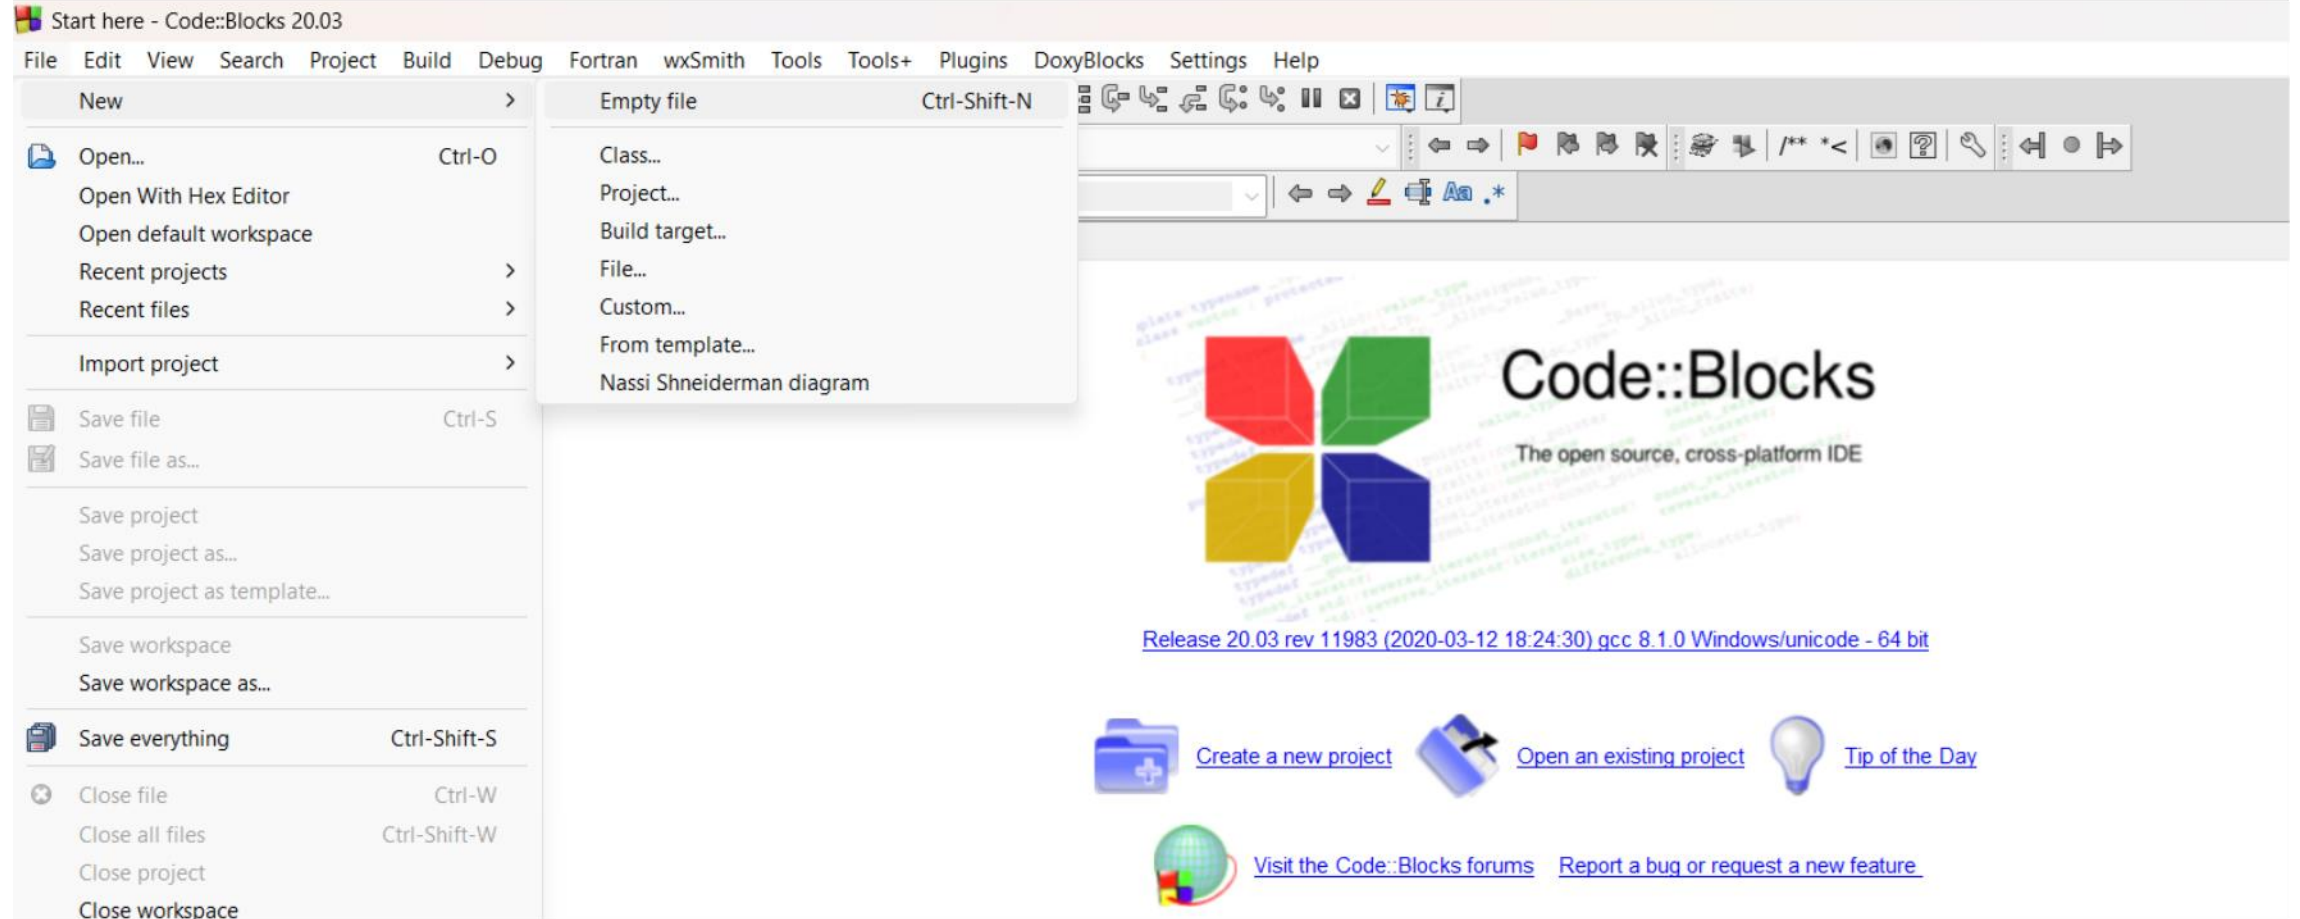 Start here - Code::Blocks 20.03
File Edit View Search Project Build Debug Fortran wxSmith Tools Tools+ Plugins DoxyBlocks Settings Help
New
Open... Ctrl-O
Open With Hex Editor
Open default workspace
Recent projects
Recent files
Import project
Save file Ctrl-S
Save file as...
Save project
Save project as...
Save project as template...
Save workspace
Save workspace as...
Save everything Ctrl-Shift-S
Close file Ctrl-W
Close all files Ctrl-Shift-W
Close project
Close workspace
Empty file Ctrl-Shift-N
Class...
Project...
Build target...
File...
Custom...
From template...
Nassi Shneiderman diagram
/** *<
Aa .*
Code::Blocks
The open source, cross-platform IDE
Release 20.03 rev 11983 (2020-03-12 18:24:30) gcc 8.1.0 Windows/unicode - 64 bit
Create a new project Open an existing project Tip of the Day
Visit the Code::Blocks forums Report a bug or request a new feature